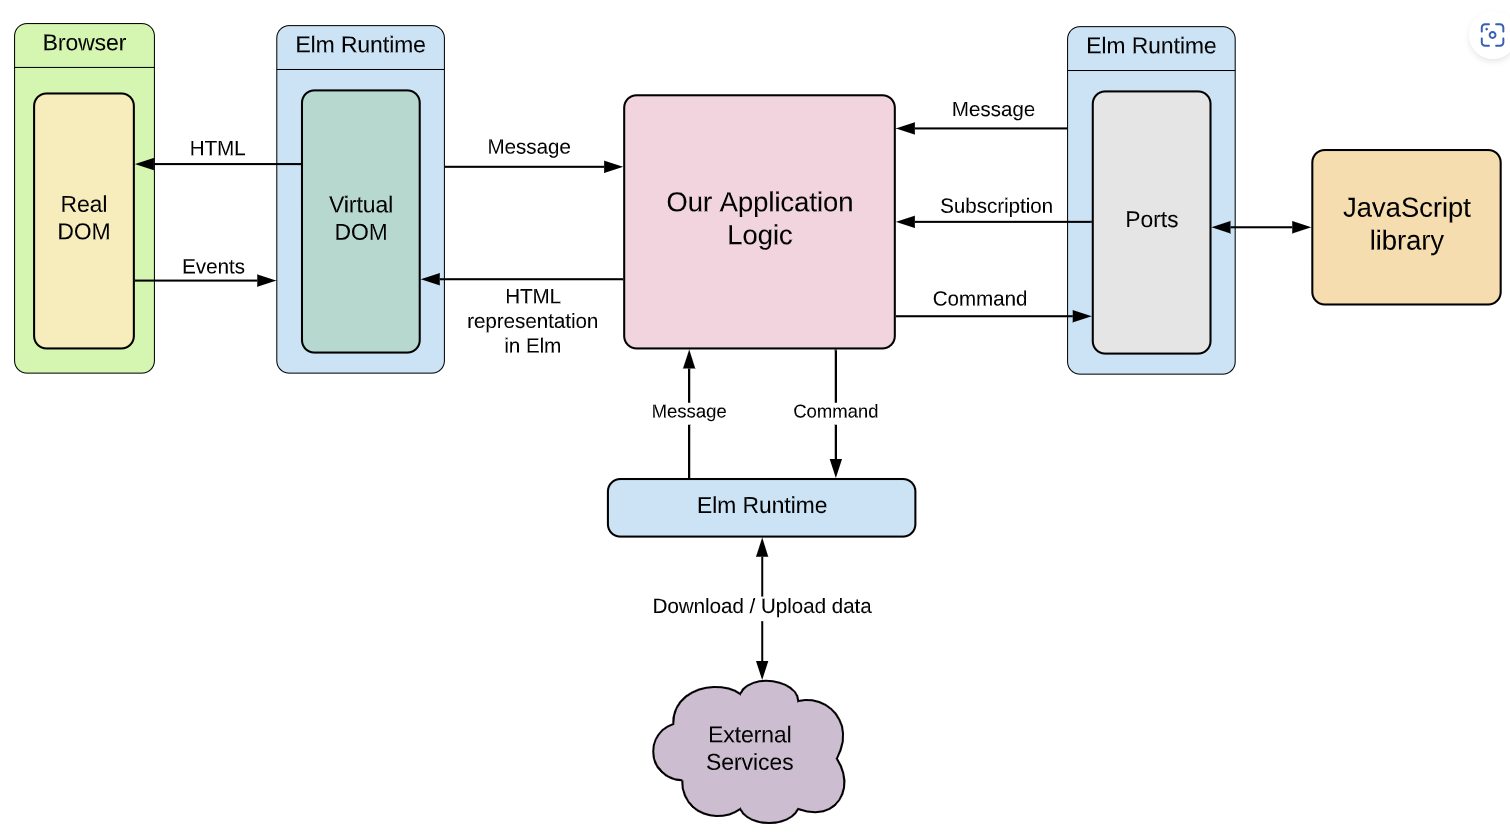 Browser
Elm Runtime
Elm Runtime
Message
HTML
Message
Real
DOM
Virtual
DOM
Our Application
Logic
Subscription
Ports
JavaScript
library
Events
HTML
representation
in Elm
Command
Message
Command
Elm Runtime
Download / Upload data
External
Services